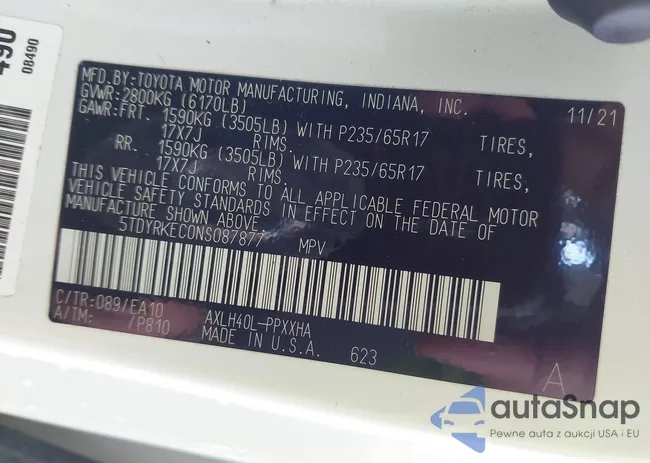 490
08490
MFD.BY:TOYOTA MOTOR MANUFACTURING, INDIANA, INC. 11/21
GVWR:2800KG (6170LB)
GAWR:FRT. 1590KG (3505LB) WITH P235/65R17 TIRES,
17X7J RIMS.
RR. 1590KG (3505LB) WITH P235/65R17 TIRES,
17X7J RIMS.
THIS VEHICLE CONFORMS TO ALL APPLICABLE FEDERAL MOTOR
VEHICLE SAFETY STANDARDS IN EFFECT ON THE DATE OF
MANUFACTURE SHOWN ABOVE.
5TDYRKEC0NS087877 MPV
C/TR:089/EA10 AXLH40L-PPXXHA
A/TM: /P810 MADE IN U.S.A. 623
A
autaSnap
Pewne auta z aukcji USA i EU